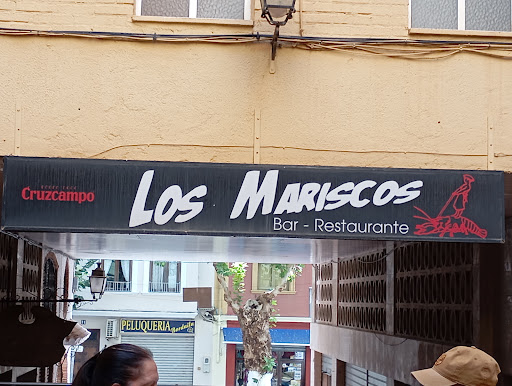 Cruzcampo
LOS MARISCOS
Bar - Restaurante
PELUQUERIA